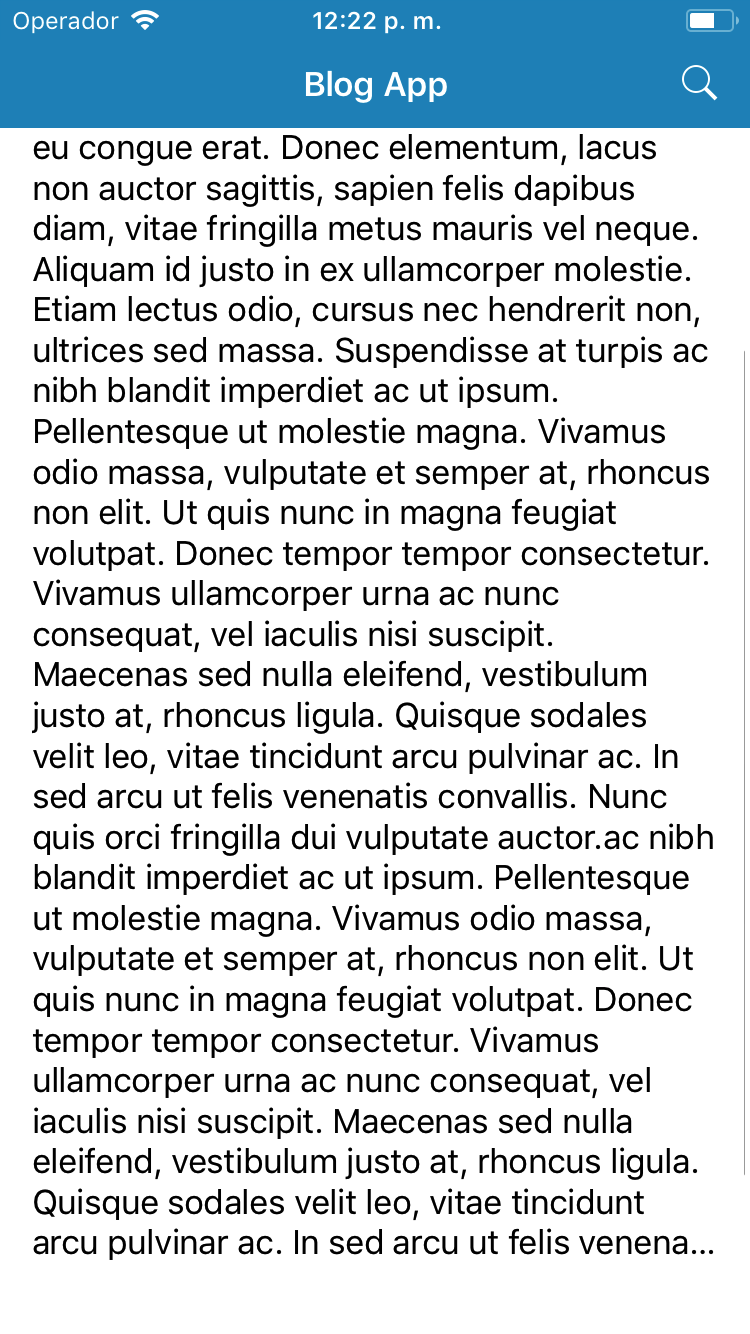 Operador 12:22 p. m.
Blog App
eu congue erat. Donec elementum, lacus
non auctor sagittis, sapien felis dapibus
diam, vitae fringilla metus mauris vel neque.
Aliquam id justo in ex ullamcorper molestie.
Etiam lectus odio, cursus nec hendrerit non,
ultrices sed massa. Suspendisse at turpis ac
nibh blandit imperdiet ac ut ipsum.
Pellentesque ut molestie magna. Vivamus
odio massa, vulputate et semper at, rhoncus
non elit. Ut quis nunc in magna feugiat
volutpat. Donec tempor tempor consectetur.
Vivamus ullamcorper urna ac nunc
consequat, vel iaculis nisi suscipit.
Maecenas sed nulla eleifend, vestibulum
justo at, rhoncus ligula. Quisque sodales
velit leo, vitae tincidunt arcu pulvinar ac. In
sed arcu ut felis venenatis convallis. Nunc
quis orci fringilla dui vulputate auctor.ac nibh
blandit imperdiet ac ut ipsum. Pellentesque
ut molestie magna. Vivamus odio massa,
vulputate et semper at, rhoncus non elit. Ut
quis nunc in magna feugiat volutpat. Donec
tempor tempor consectetur. Vivamus
ullamcorper urna ac nunc consequat, vel
iaculis nisi suscipit. Maecenas sed nulla
eleifend, vestibulum justo at, rhoncus ligula.
Quisque sodales velit leo, vitae tincidunt
arcu pulvinar ac. In sed arcu ut felis venena...